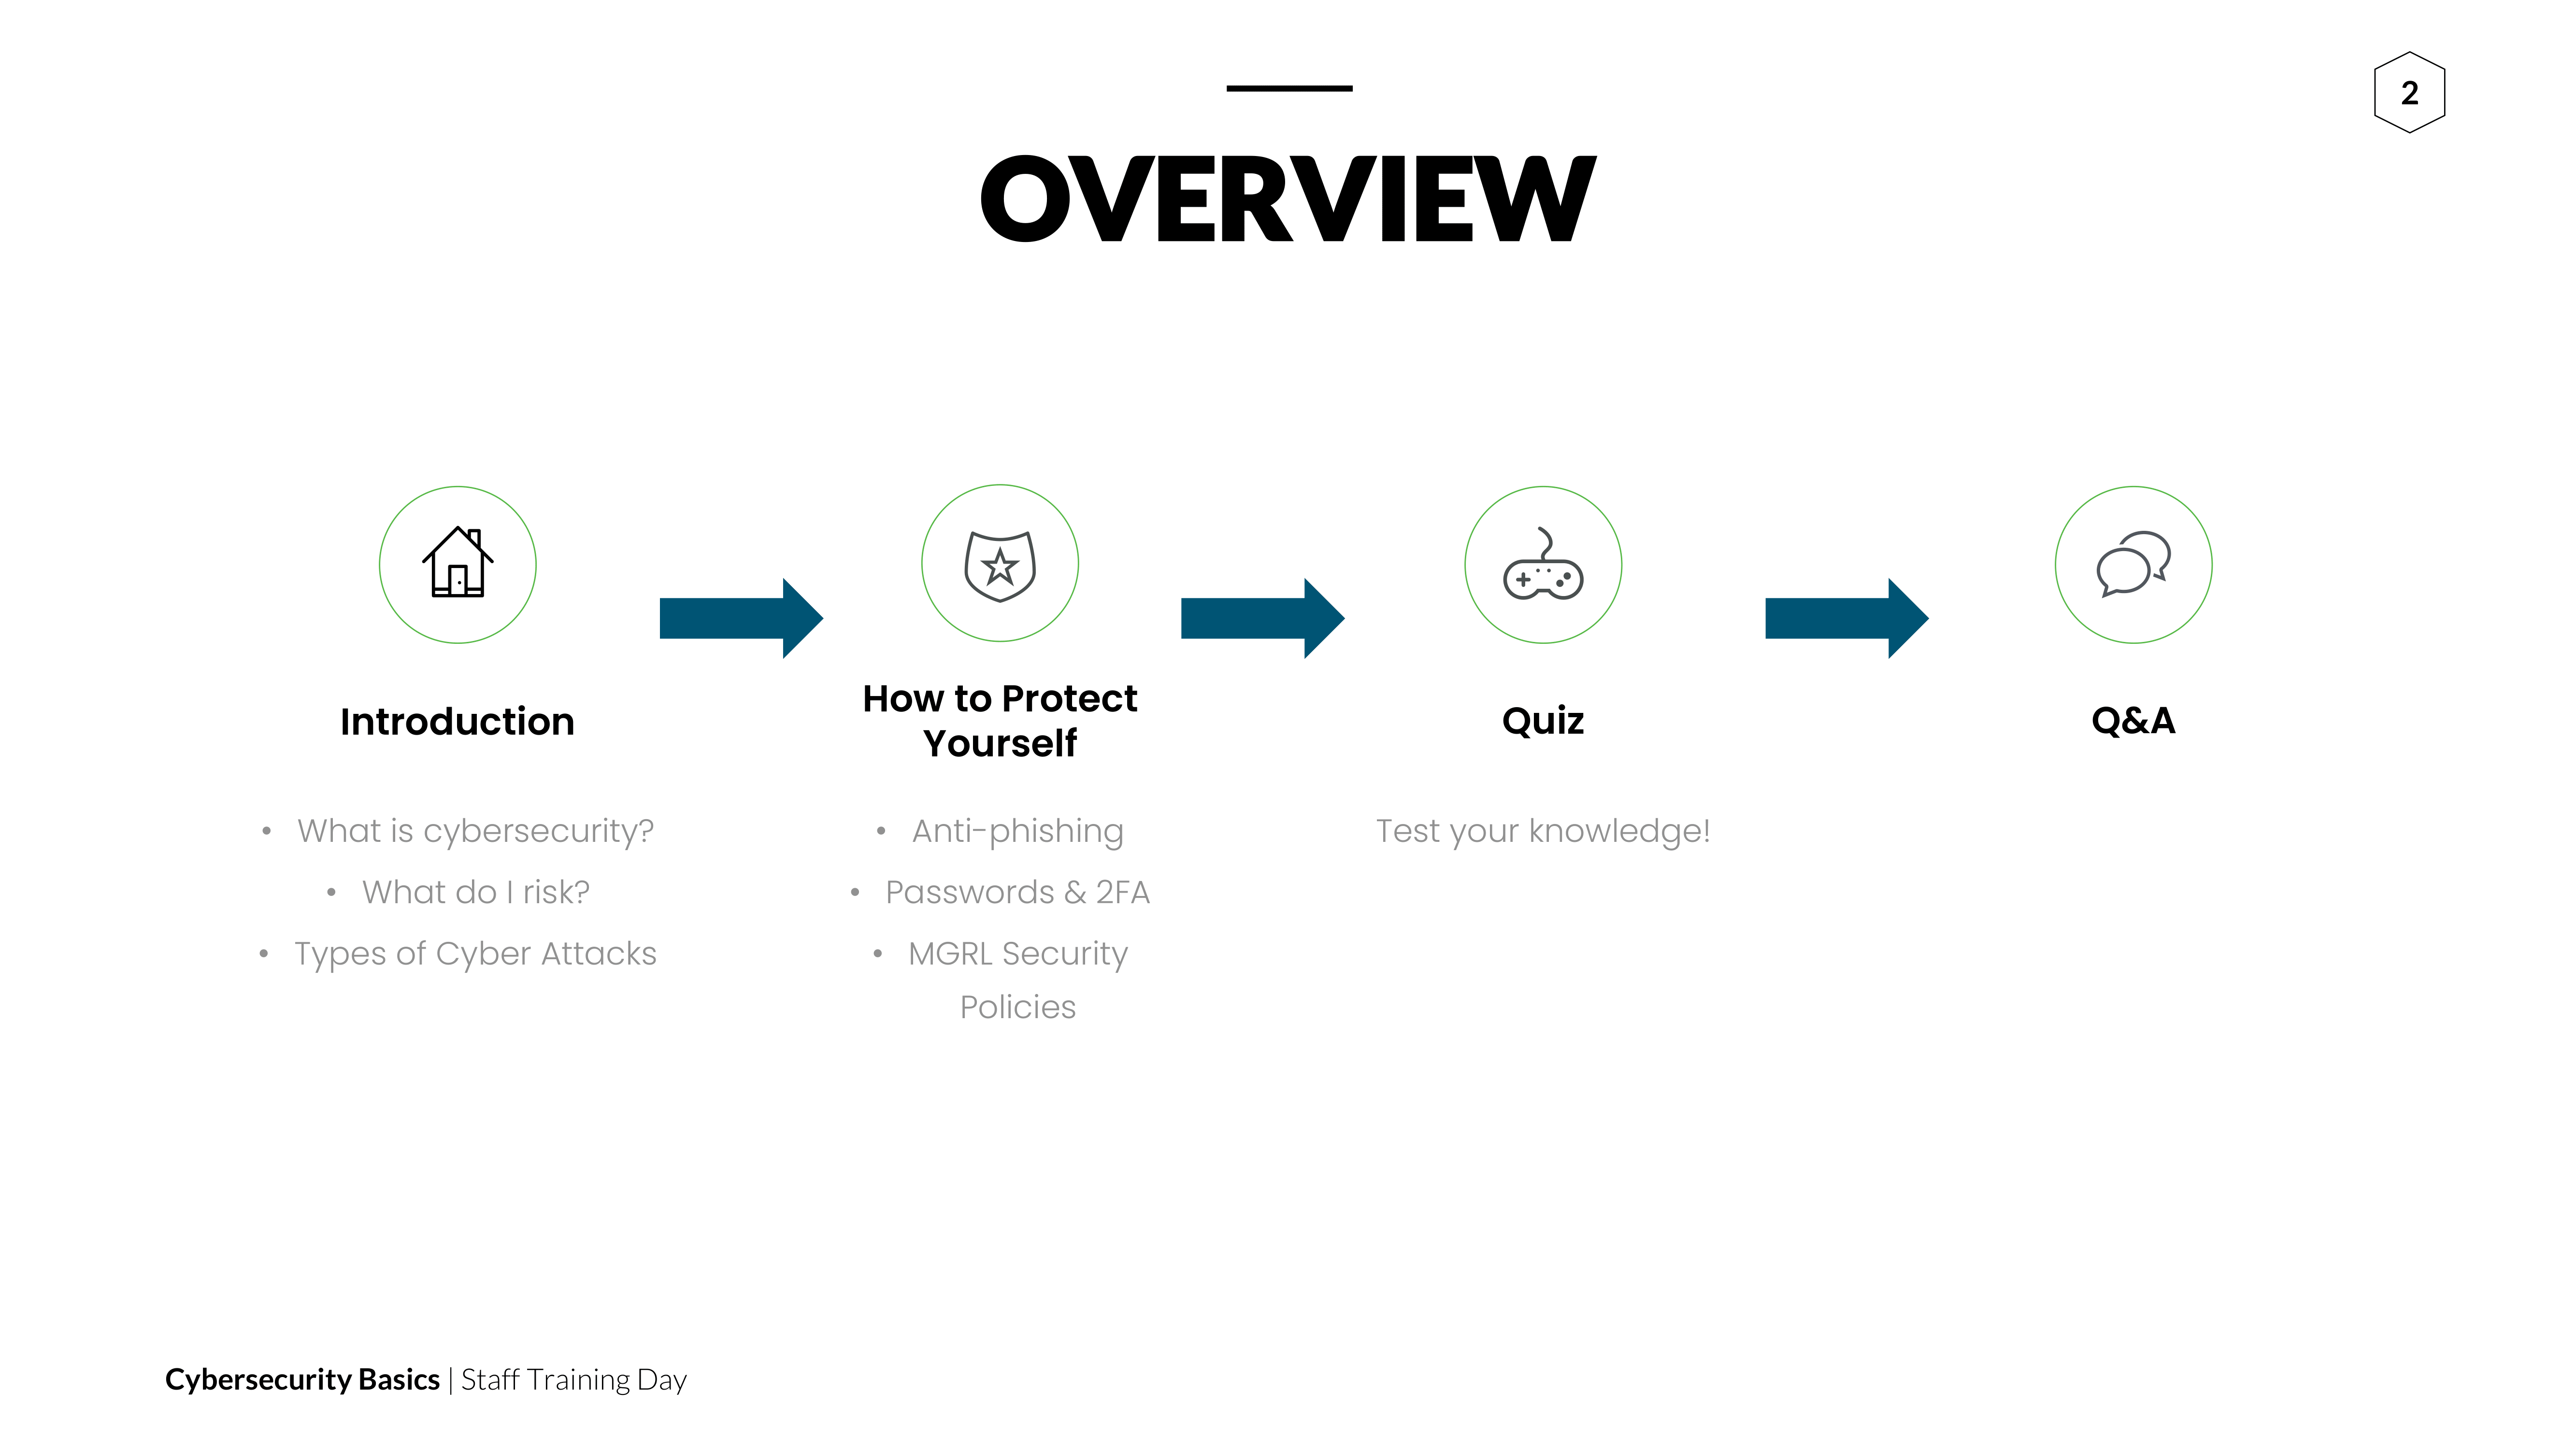 2
OVERVIEW
Introduction
• What is cybersecurity?
• What do I risk?
• Types of Cyber Attacks
How to Protect
Yourself
• Anti-phishing
• Passwords & 2FA
• MGRL Security
Policies
Quiz
Test your knowledge!
Q&A
Cybersecurity Basics | Staff Training Day